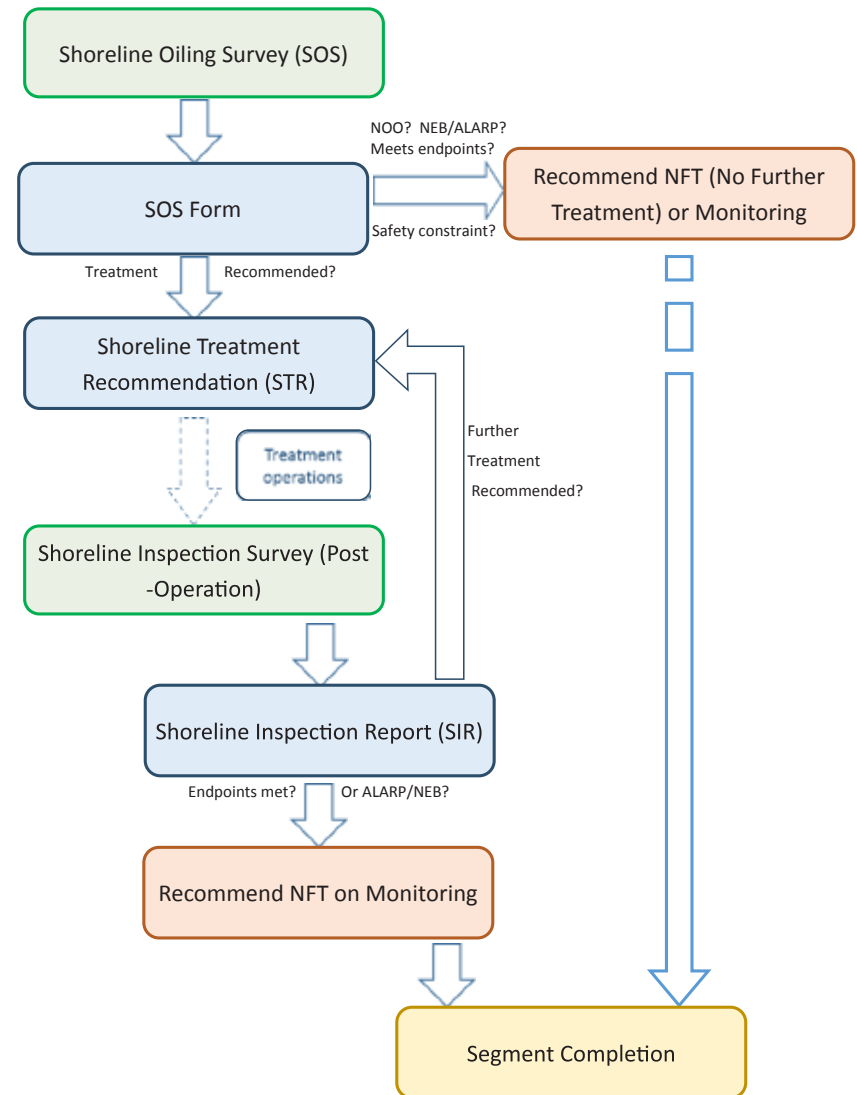 Shoreline Oiling Survey (SOS)
NOO? NEB/ALARP?
Meets endpoints?
SOS Form
Recommend NFT (No Further
Treatment) or Monitoring
Safety constraint?
Treatment Recommended?
Shoreline Treatment
Recommendation (STR)
Further
Treatment
Recommended?
Treatment
operations
Shoreline Inspection Survey (Post
-Operation)
Shoreline Inspection Report (SIR)
Endpoints met? Or ALARP/NEB?
Recommend NFT on Monitoring
Segment Completion